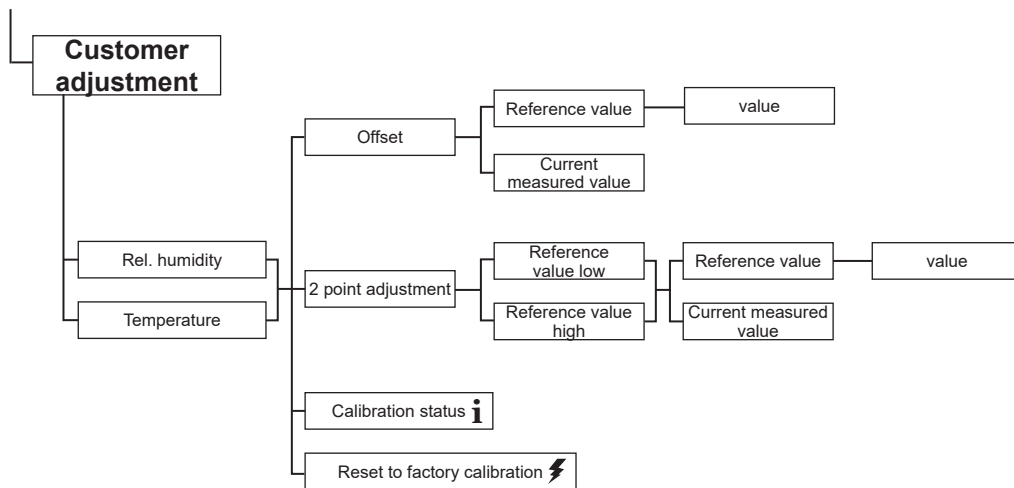 Customer
adjustment
Reference value
value
Offset
Current
measured value
Rel. humidity
Temperature
2 point adjustment
Reference
value low
Reference value
high
Reference value
value
Current measured
value
Calibration status i
Reset to factory calibration